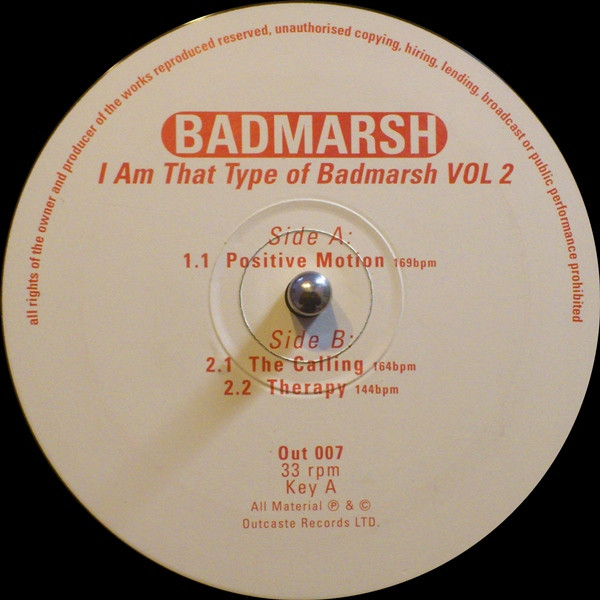 all rights of the owner and producer of the works reproduced reserved, unauthorised copying, hiring, lending, broadcast or public performance prohibited
BADMARSH
I Am That Type of Badmarsh VOL 2
Side A:
1.1 Positive Motion 169bpm
Side B:
2.1 The Calling 164bpm
2.2 Therapy 144bpm
Out 007
33 rpm
Key A
All Material ℗ & ©
Outcaste Records LTD.